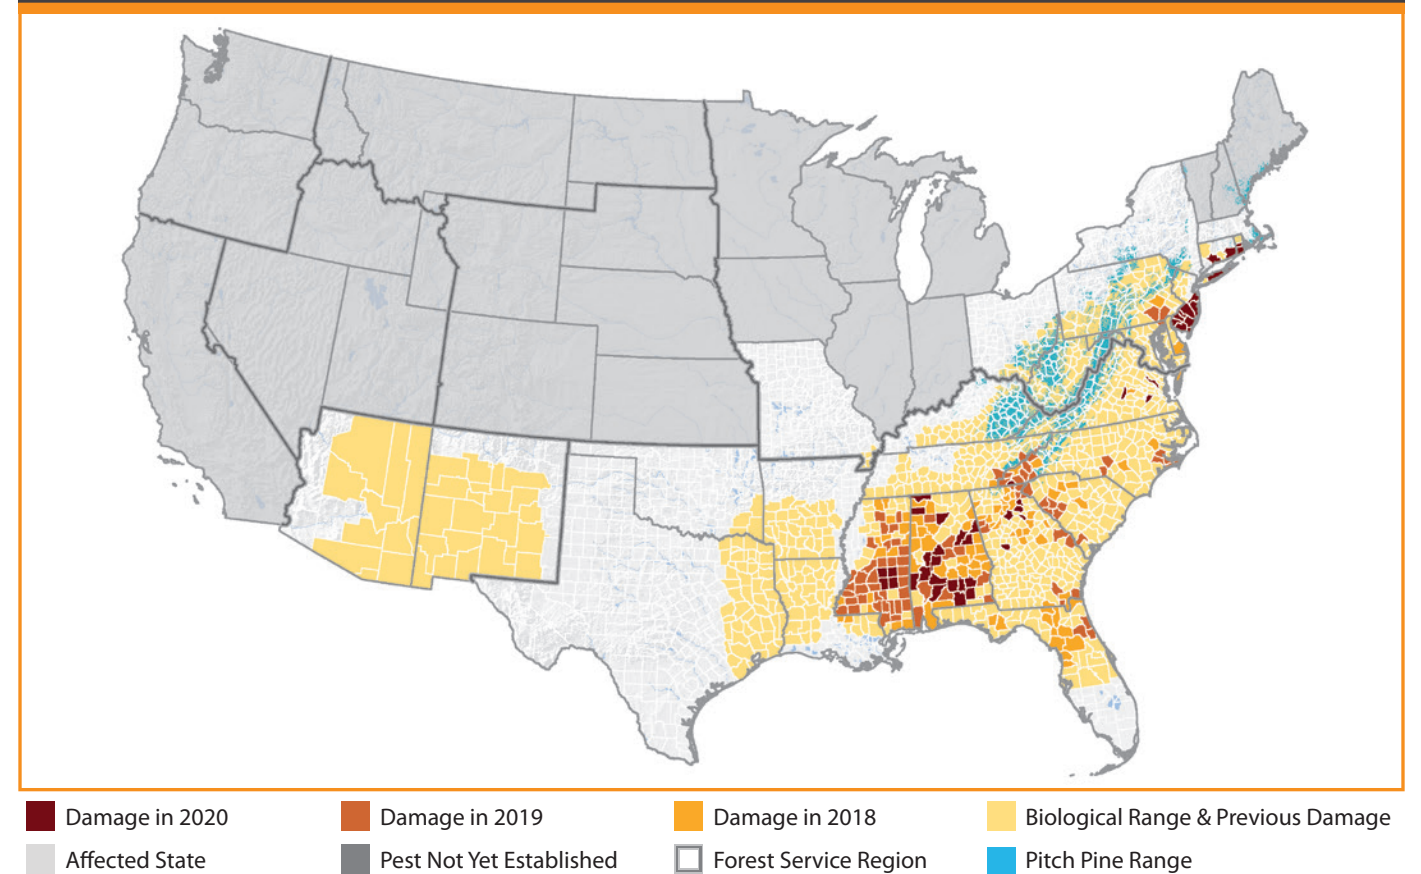 Damage in 2020 Damage in 2019 Damage in 2018 Biological Range & Previous Damage
Affected State Pest Not Yet Established Forest Service Region Pitch Pine Range